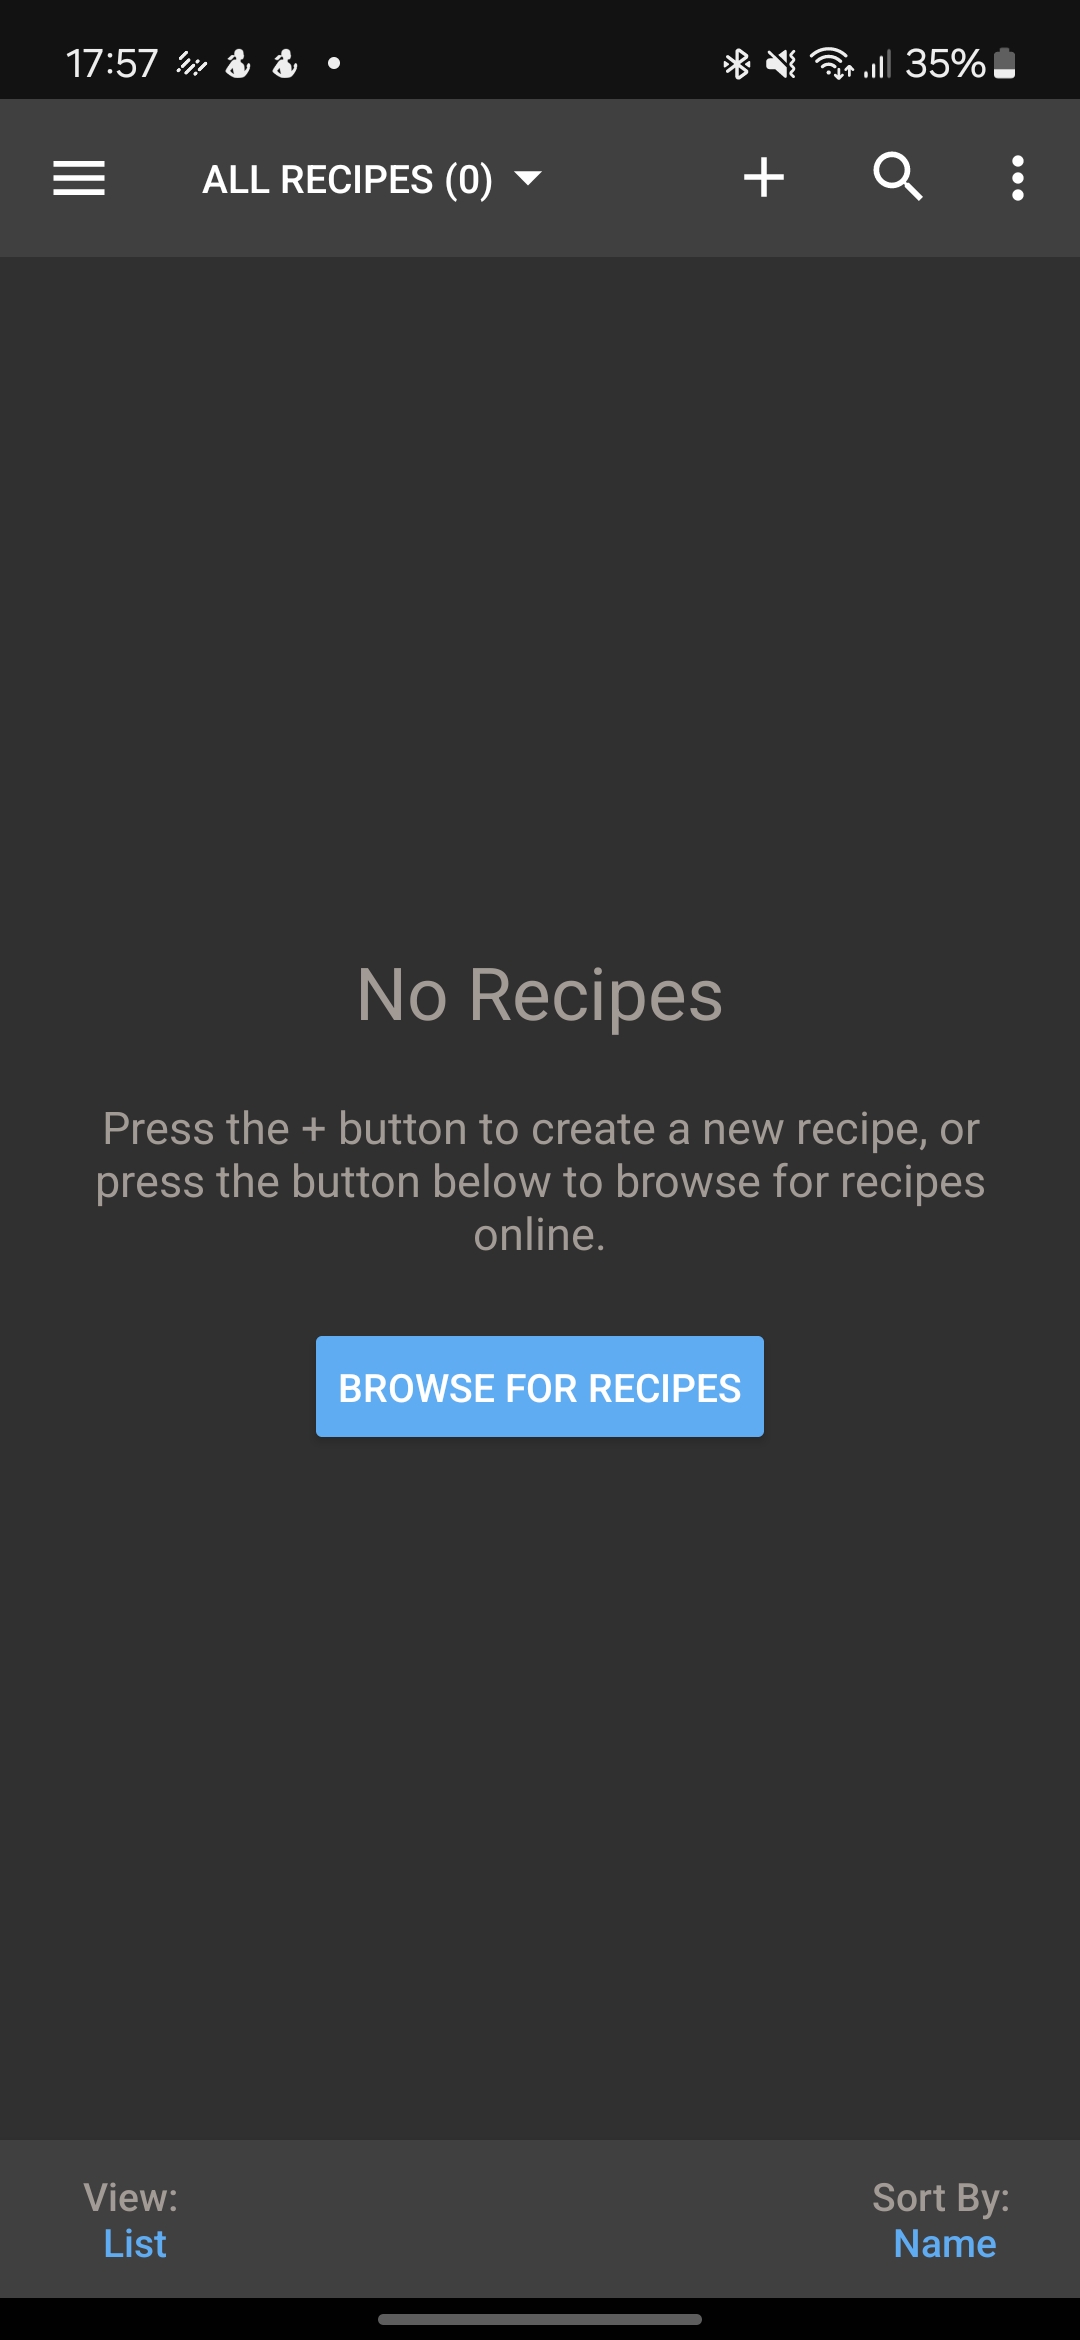 17:57
35%
ALL RECIPES (0)
No Recipes
Press the + button to create a new recipe, or
press the button below to browse for recipes
online.
BROWSE FOR RECIPES
View:
List
Sort By:
Name